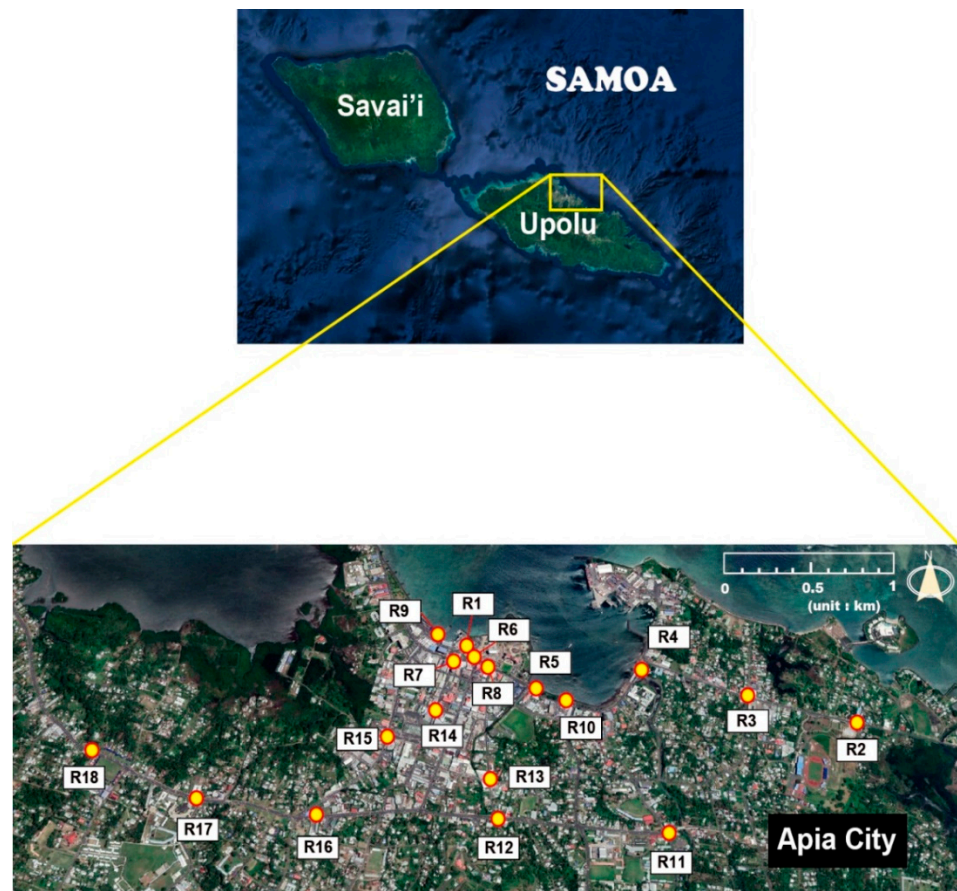 SAMOA
Savai'i
Upolu
N
0
0.5
1
(unit : km)
R9
R1
R6
R4
R7
R5
R8
R3
R2
R14
R10
R15
R18
R13
R17
R16
R12
R11
Apia City